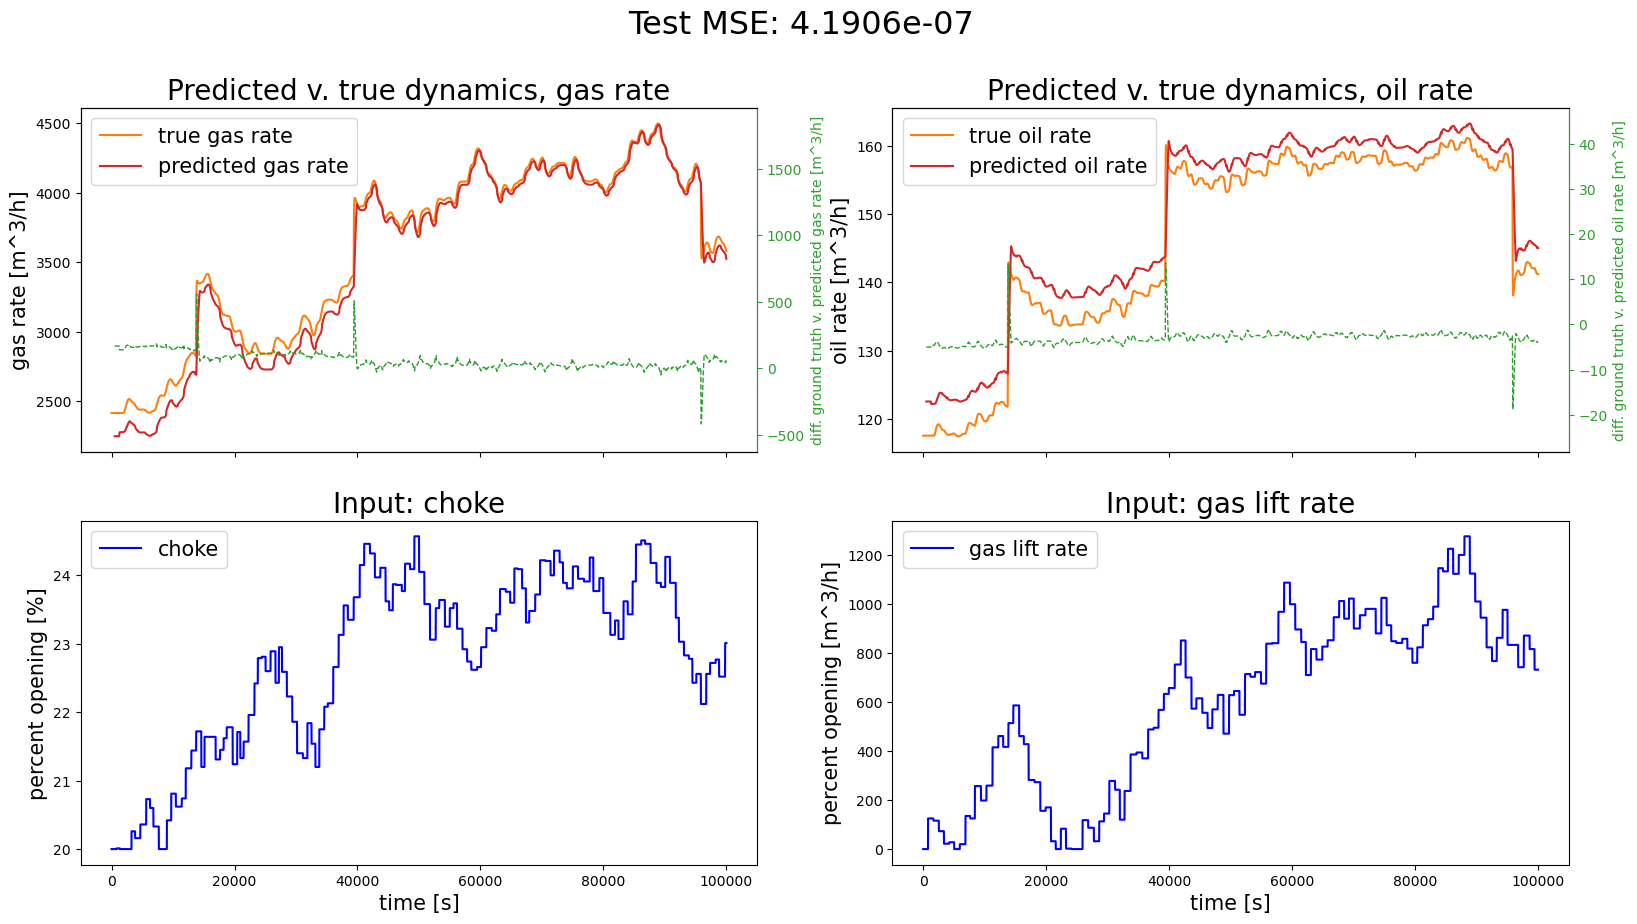 Test MSE: 4.1906e-07
Predicted v. true dynamics, gas rate
true gas rate
predicted gas rate
gas rate [m^3/h]
4500
4000
3500
3000
2500
1500
1000
500
0
−500
diff. ground truth v. predicted gas rate [m^3/h]
Predicted v. true dynamics, oil rate
true oil rate
predicted oil rate
oil rate [m^3/h]
160
150
140
130
120
40
30
20
10
0
−10
−20
diff. ground truth v. predicted oil rate [m^3/h]
Input: choke
choke
percent opening [%]
24
23
22
21
20
0 20000 40000 60000 80000 100000
time [s]
Input: gas lift rate
gas lift rate
percent opening [m^3/h]
1200
1000
800
600
400
200
0
0 20000 40000 60000 80000 100000
time [s]